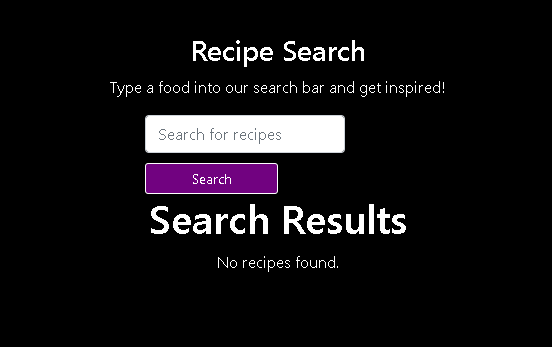 Recipe Search
Type a food into our search bar and get inspired!
Search for recipes
Search
Search Results
No recipes found.